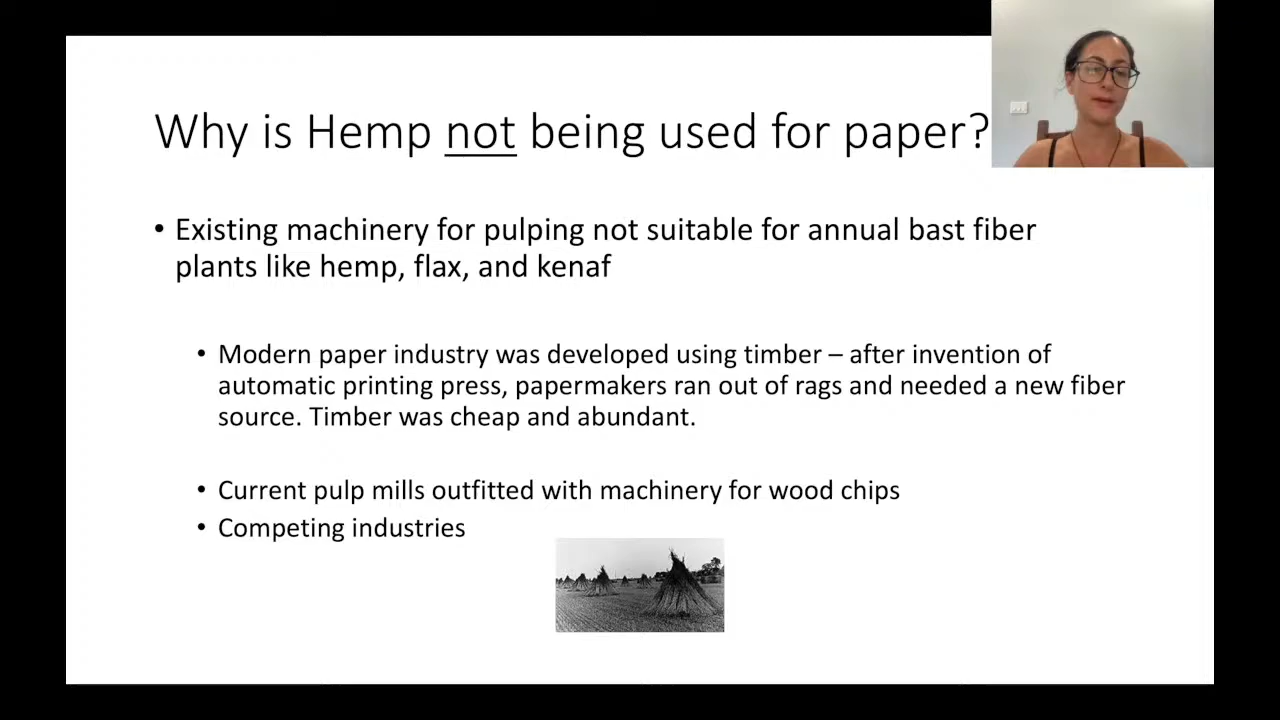 Why is Hemp not being used for paper?
• Existing machinery for pulping not suitable for annual bast fiber
plants like hemp, flax, and kenaf
• Modern paper industry was developed using timber – after invention of
automatic printing press, papermakers ran out of rags and needed a new fiber
source. Timber was cheap and abundant.
• Current pulp mills outfitted with machinery for wood chips
• Competing industries